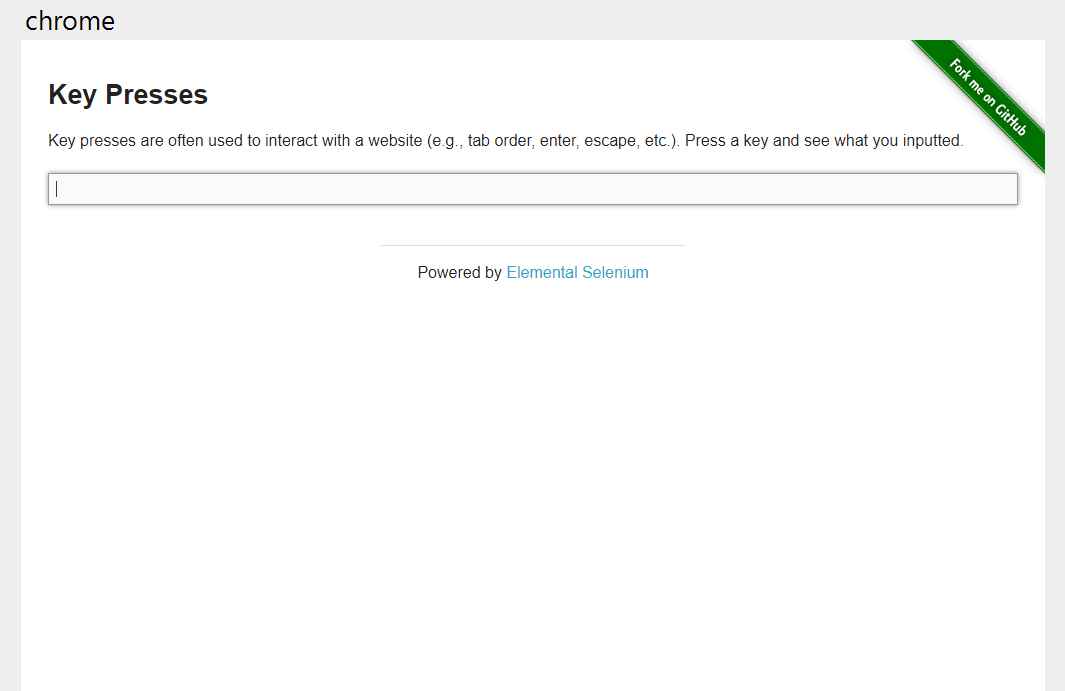 chrome
Fork me on GitHub
Key Presses
Key presses are often used to interact with a website (e.g., tab order, enter, escape, etc.). Press a key and see what you inputted.
Powered by Elemental Selenium